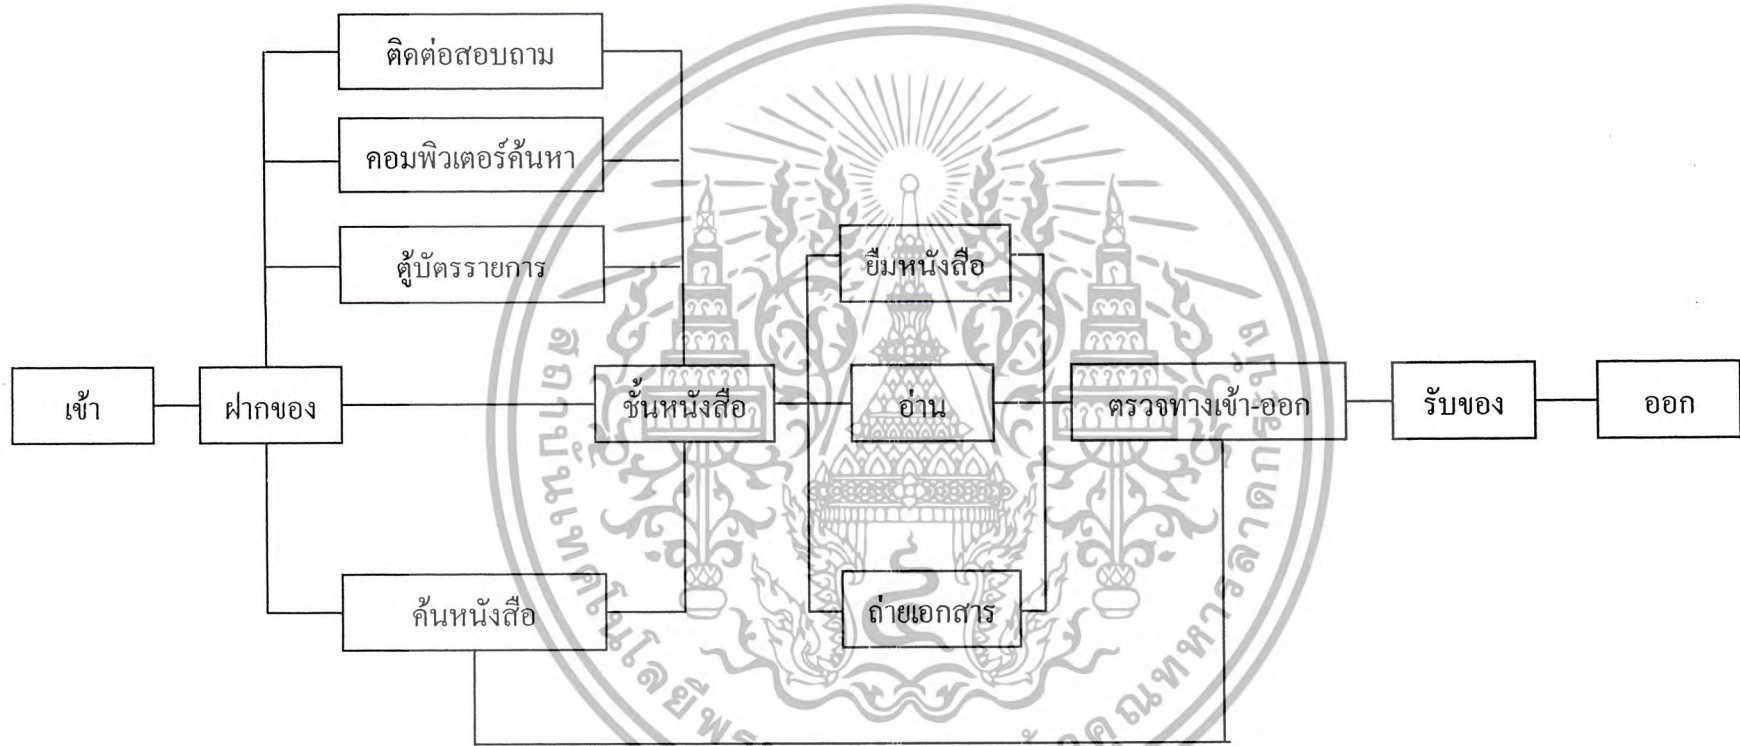 ติดต่อสอบถาม
คอมพิวเตอร์ค้นหา
ตู้บัตรรายการ
ยืมหนังสือ
เข้า
ฝากของ
ชั้นหนังสือ
อ่าน
ตรวจทางเข้า-ออก
รับของ
ออก
ค้นหนังสือ
ถ่ายเอกสาร